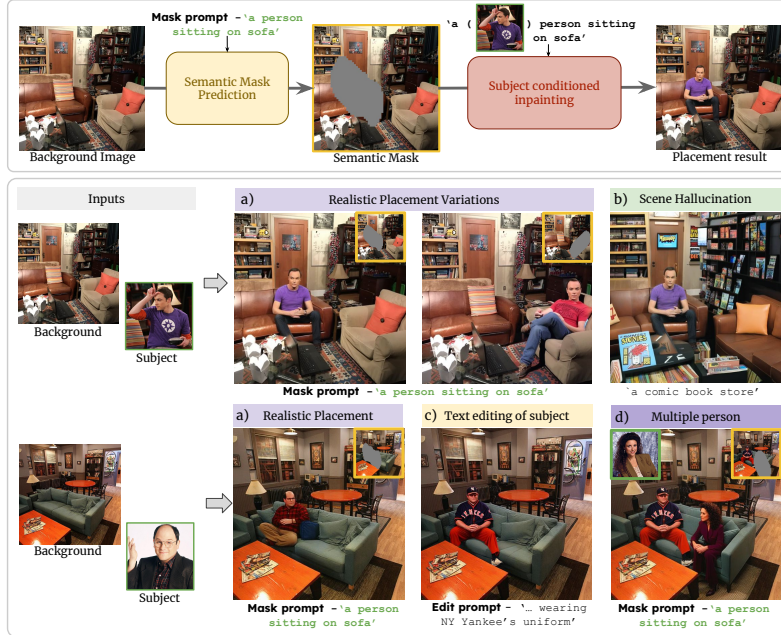 Mask prompt -‘a person
sitting on sofa’
‘a (            ) person sitting
on sofa’
Semantic Mask
Prediction
Subject conditioned
inpainting
Background Image
Semantic Mask
Placement result
Inputs
a)
Realistic Placement Variations
b)
Scene Hallucination
Background
Subject
Mask prompt -‘a person sitting on sofa’
‘a comic book store’
a)
Realistic Placement
c)
Text editing of subject
d)
Multiple person
Background
Subject
Mask prompt -‘a person
sitting on sofa’
Edit prompt - ‘… wearing
NY Yankee’s uniform’
Mask prompt -‘a person
sitting on sofa’